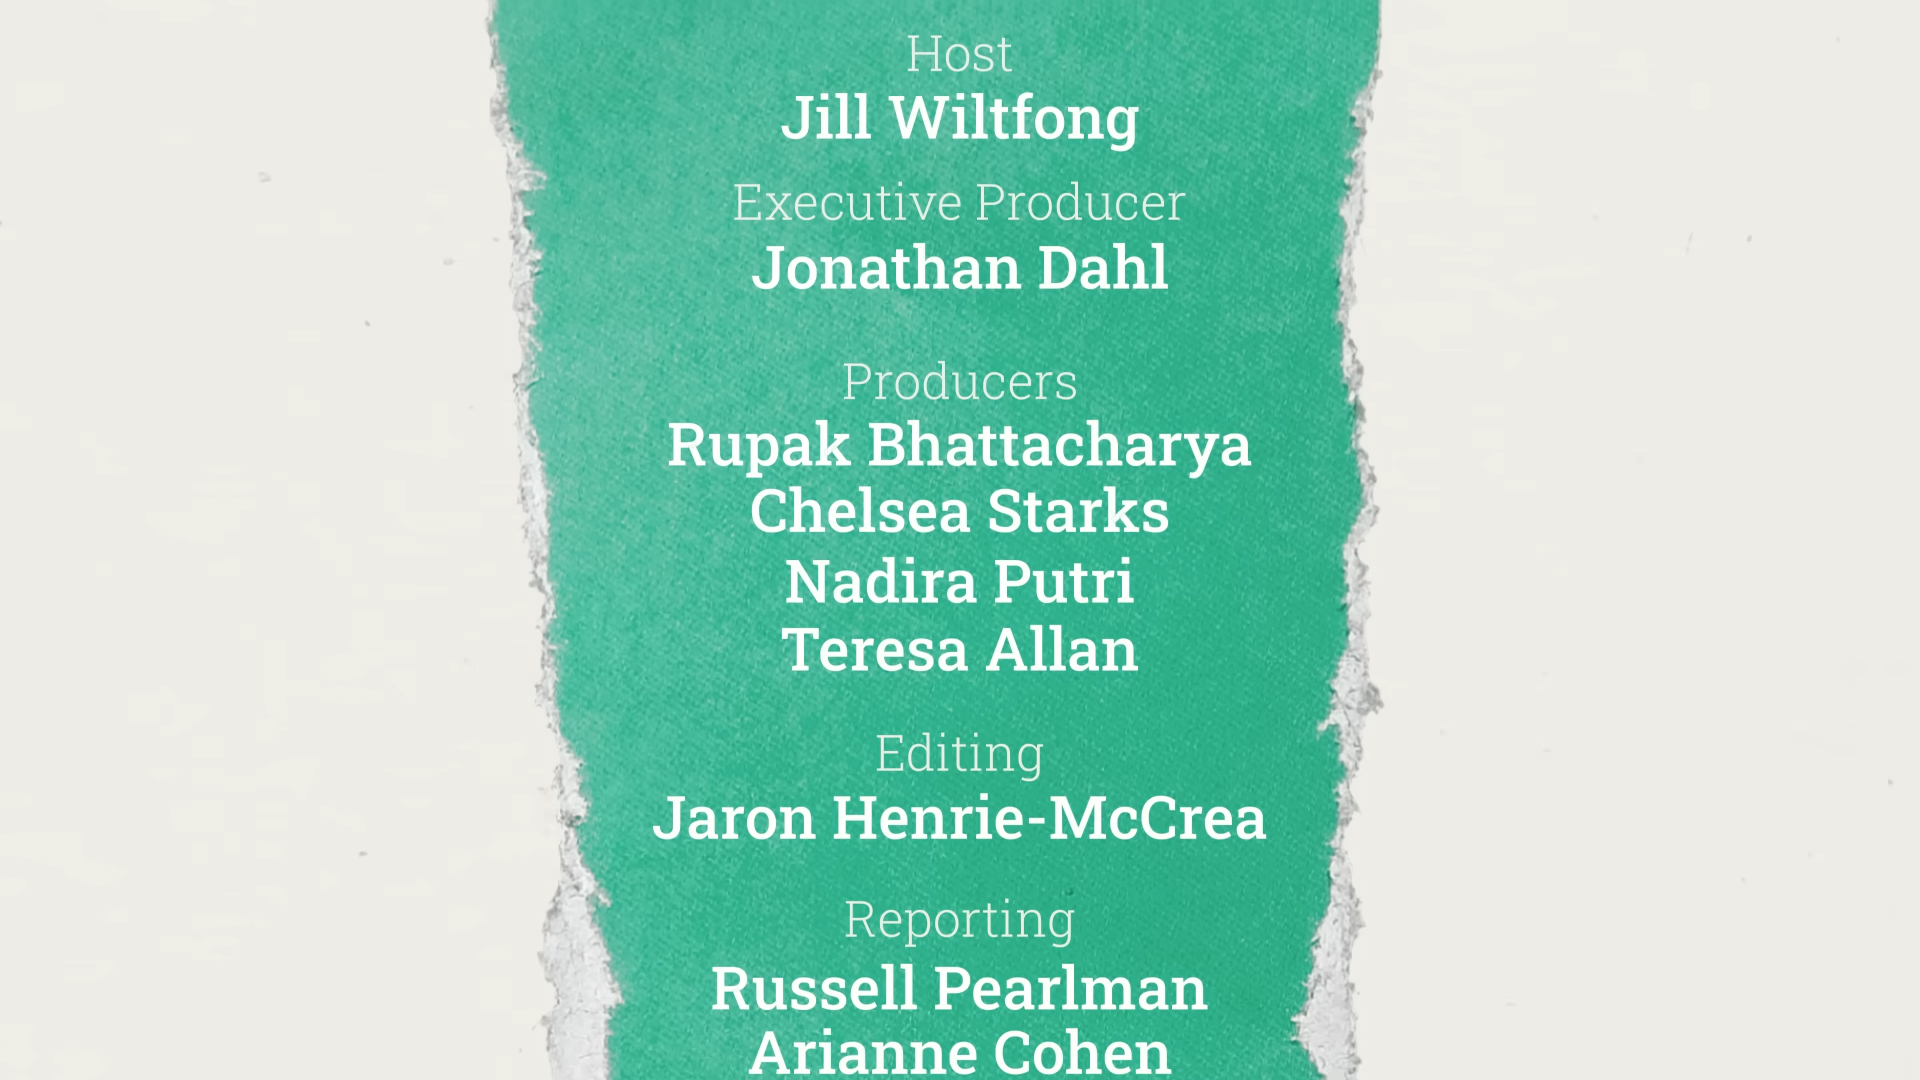 Host
Jill Wiltfong
Executive Producer
Jonathan Dahl
Producers
Rupak Bhattacharya
Chelsea Starks
Nadira Putri
Teresa Allan
Editing
Jaron Henrie-McCrea
Reporting
Russell Pearlman
Arianne Cohen